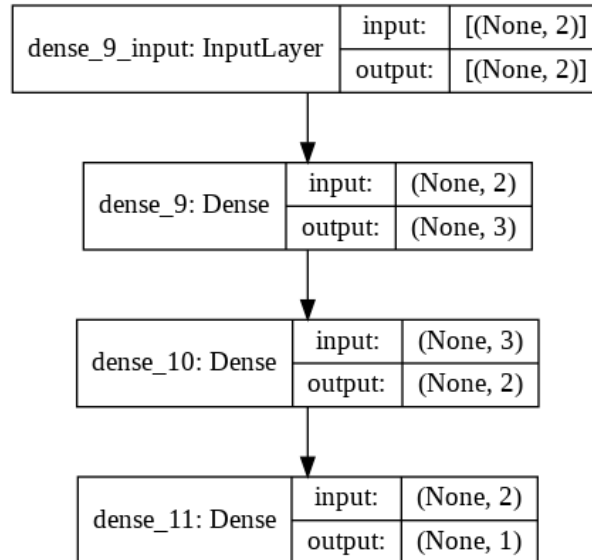 dense_9_input: InputLayer
input: [(None, 2)]
output: [(None, 2)]
dense_9: Dense
input: (None, 2)
output: (None, 3)
dense_10: Dense
input: (None, 3)
output: (None, 2)
dense_11: Dense
input: (None, 2)
output: (None, 1)